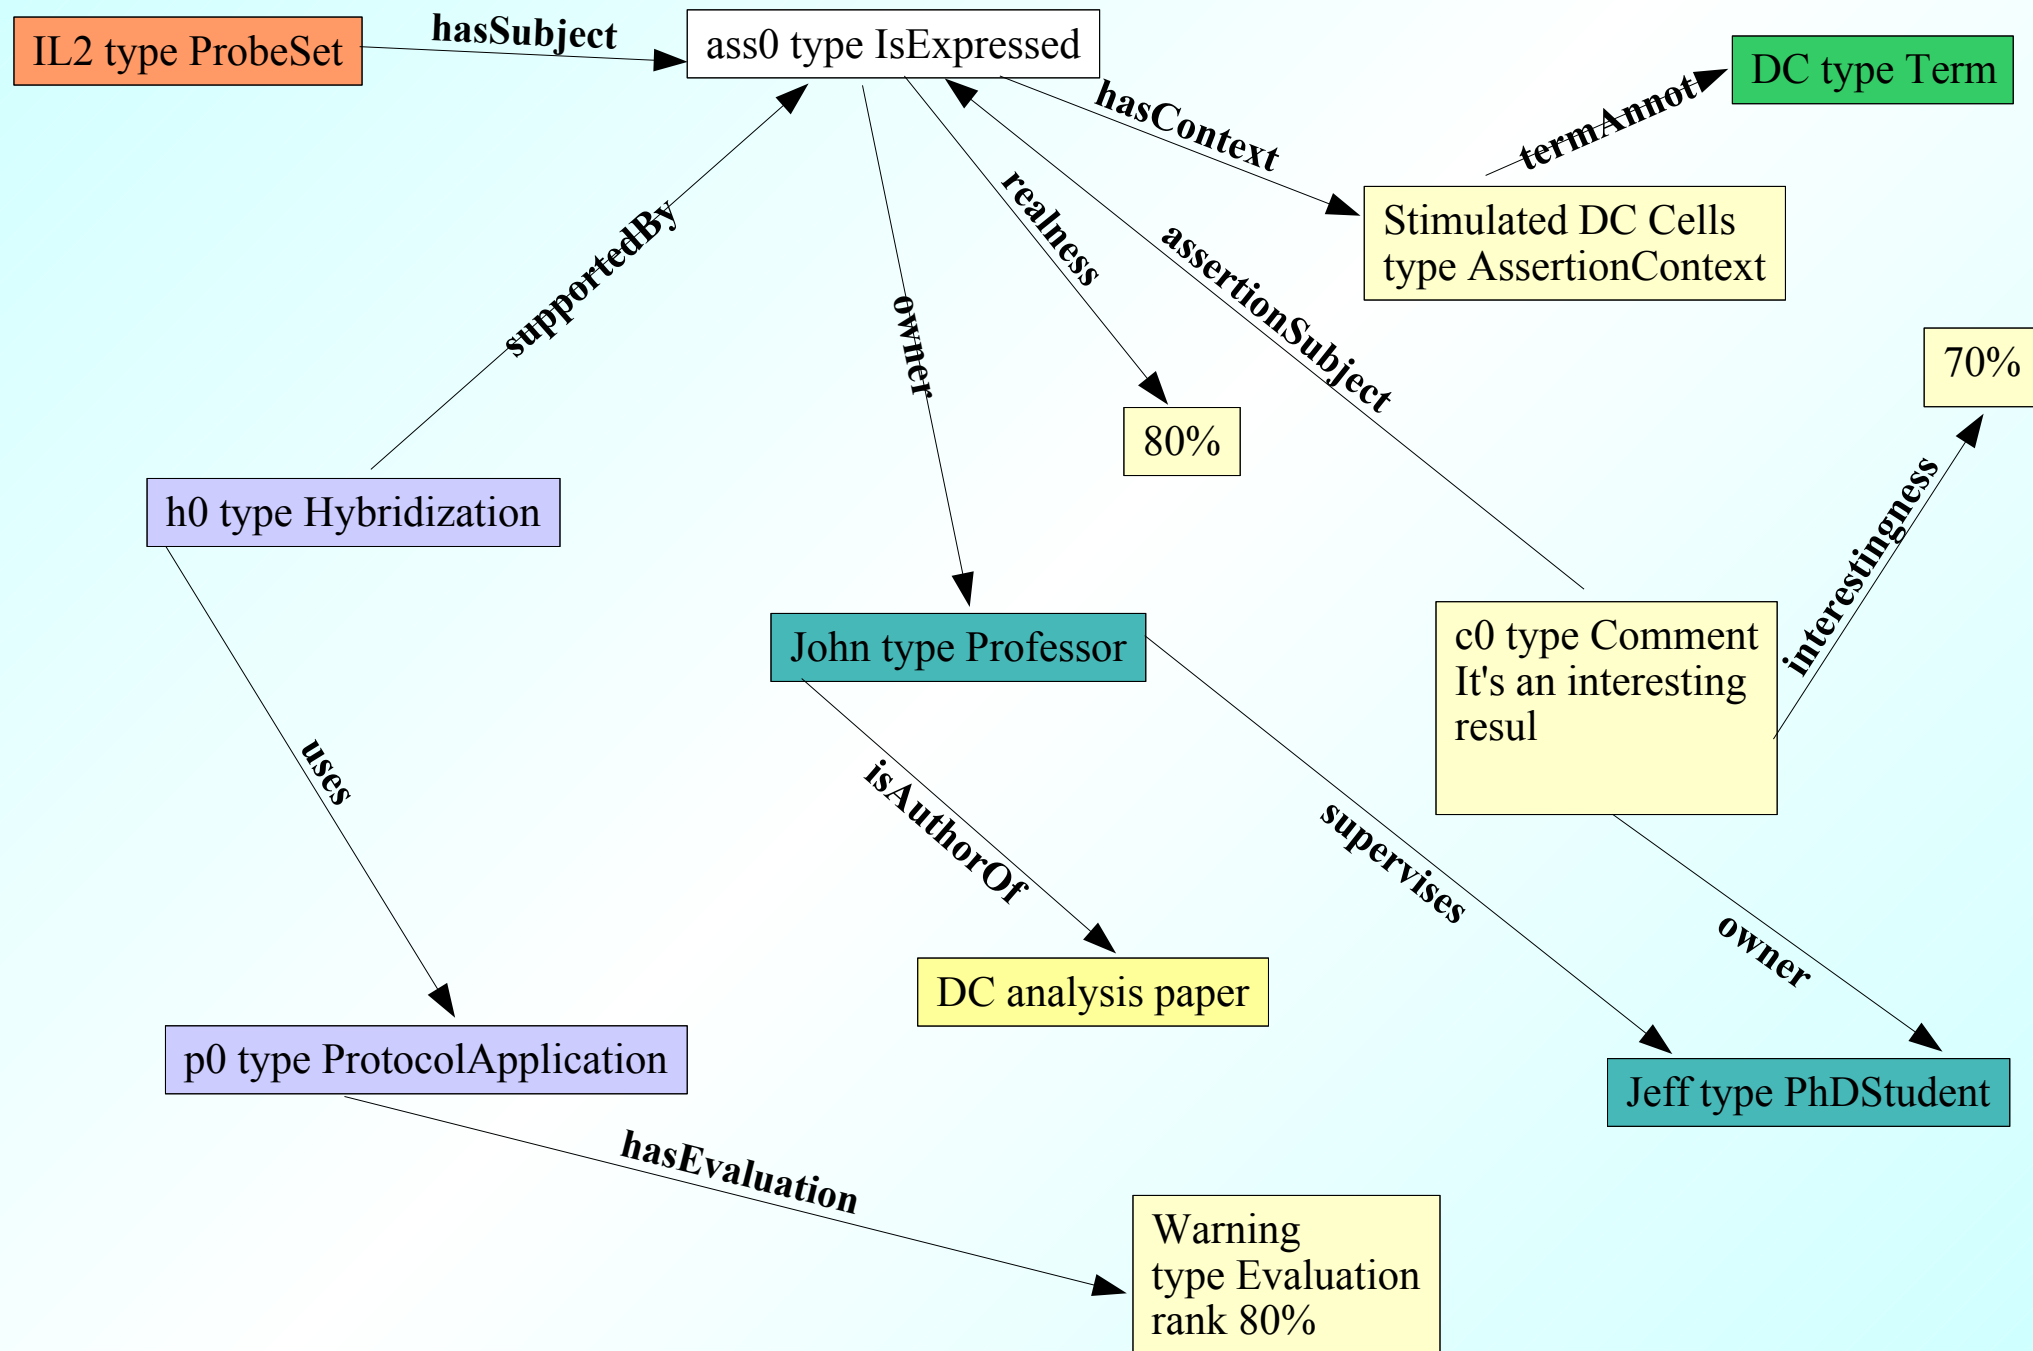 IL2 type ProbeSet
hasSubject
ass0 type IsExpressed
DC type Term
termAnnot
hasContext
Stimulated DC Cells
type AssertionContext
realness
assertionSubject
supportedBy
owner
70%
80%
interestingness
h0 type Hybridization
John type Professor
c0 type Comment
It's an interesting
resul
uses
isAuthorOf
supervises
owner
DC analysis paper
p0 type ProtocolApplication
Jeff type PhDStudent
hasEvaluation
Warning
type Evaluation
rank 80%